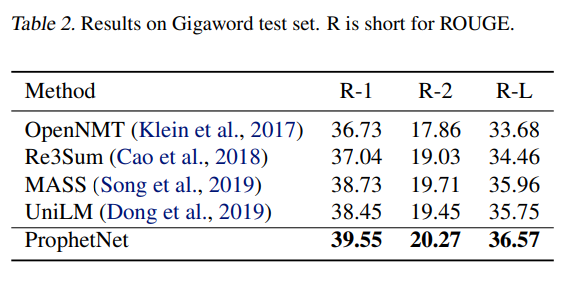 Table 2. Results on Gigaword test set. R is short for ROUGE.
Method R-1 R-2 R-L
OpenNMT (Klein et al., 2017) 36.73 17.86 33.68
Re3Sum (Cao et al., 2018) 37.04 19.03 34.46
MASS (Song et al., 2019) 38.73 19.71 35.96
UniLM (Dong et al., 2019) 38.45 19.45 35.75
ProphetNet 39.55 20.27 36.57